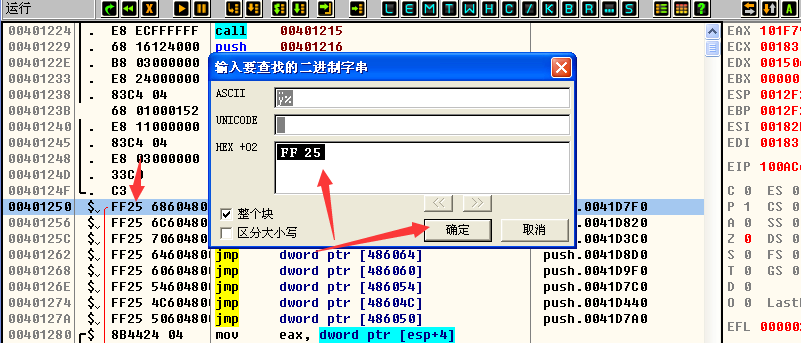 运行 L E M T W H C / K B R ... S
00401224 . E8 ECFFFFFF call 00401215 EAX 101F79
00401229 . 68 16124000 push 00401216 ECX 00183
0040122E . B8 03000000 EDX 00150
00401233 . E8 24000000 EBX 00000
00401238 . 83C4 04 ESP 0012F
0040123B 68 01000152 EBP 0012F
00401240 . E8 11000000 ESI 00182
00401245 . 83C4 04 EDI 00183
00401248 . E8 03000000
0040124D . 33C0 EIP 100AC
0040124F . C3
输入要查找的二进制字串
ASCII ÿ%
UNICODE
HEX +02 FF 25
<< >>
整个块
区分大小写
确定 取消
00401250 $ FF25 6860480 push.0041D7F0 C 0 ES 0
00401256 $ FF25 6C60480 push.0041D820 P 1 CS 0
0040125C $ FF25 7060480 push.0041D3C0 A 0 SS 0
00401262 $ FF25 6460480 jmp dword ptr [486064] push.0041D8D0 Z 0 DS 0
00401268 $ FF25 6060480 jmp dword ptr [486060] push.0041D9F0 S 0 FS 0
0040126E $ FF25 5460480 jmp dword ptr [486054] push.0041D7C0 T 0 GS 0
D 0
00401274 $ FF25 4C60480 jmp dword ptr [48604C] push.0041D440 O 0 Last
0040127A $ FF25 5060480 jmp dword ptr [486050] push.0041D7A0
00401280 $ 8B4424 04 mov eax, dword ptr [esp+4] EFL 00000